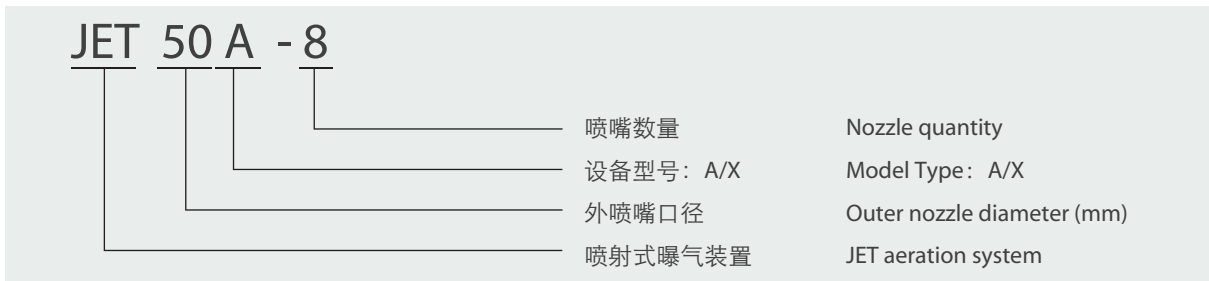 JET 50 A - 8
喷嘴数量 Nozzle quantity
设备型号：A/X Model Type：A/X
外喷嘴口径 Outer nozzle diameter (mm)
喷射式曝气装置 JET aeration system